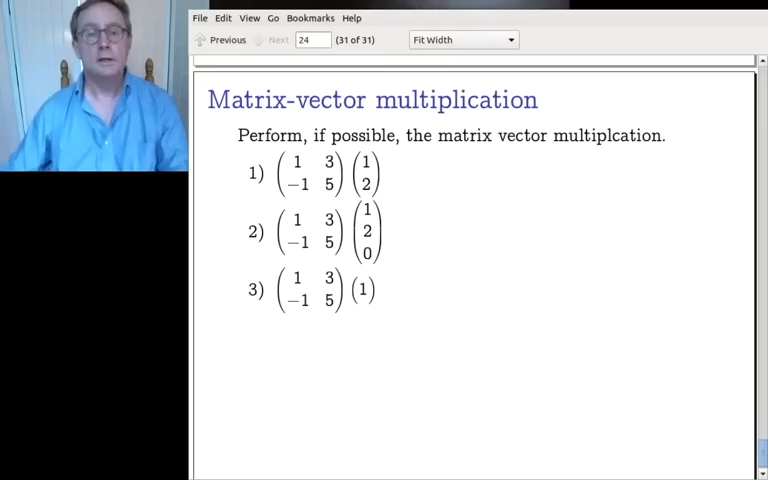 File Edit View Go Bookmarks Help
Previous Next 24 (31 of 31) Fit Width
Matrix-vector multiplication
Perform, if possible, the matrix vector multiplcation.
1) ( 1 3 ) ( 1 )
( −1 5 ) ( 2 )
2) ( 1 3 ) ( 1 )
( −1 5 ) ( 2 )
( 0 )
3) ( 1 3 ) ( 1 )
( −1 5 )